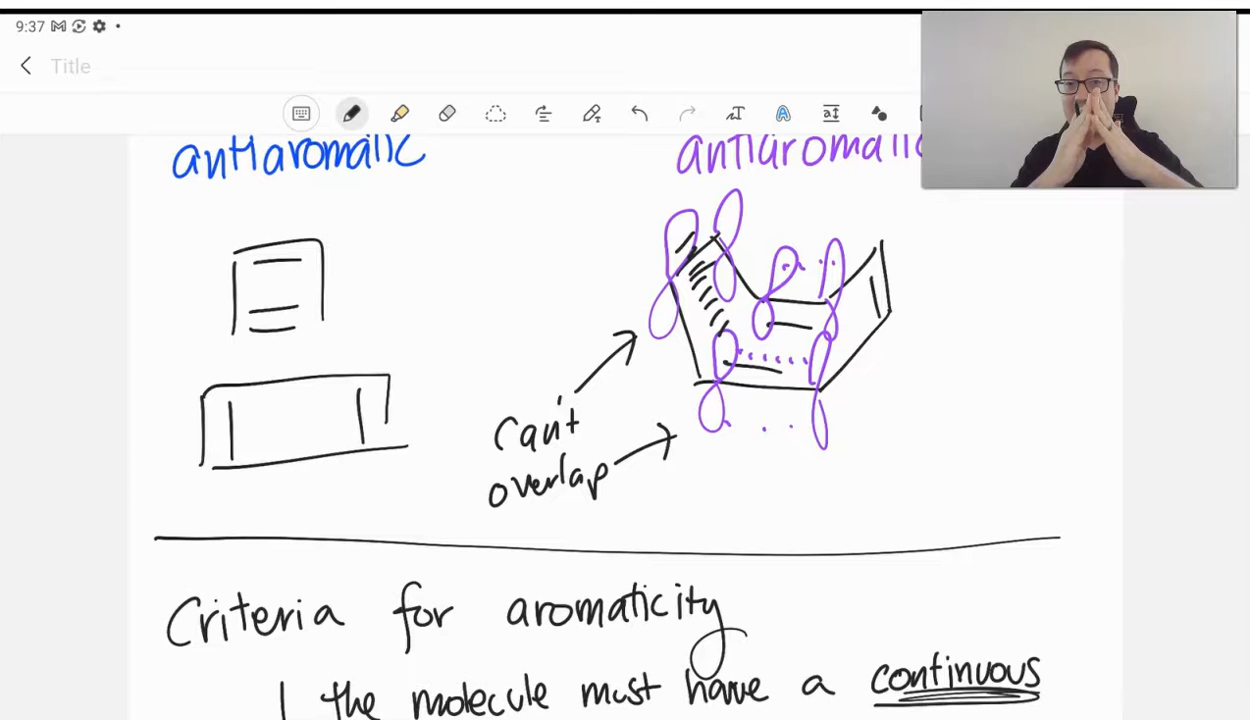 9:37
Title
antiaromatic antiaromatic
Can't
overlap
Criteria for aromaticity
1 the molecule must have a continuous